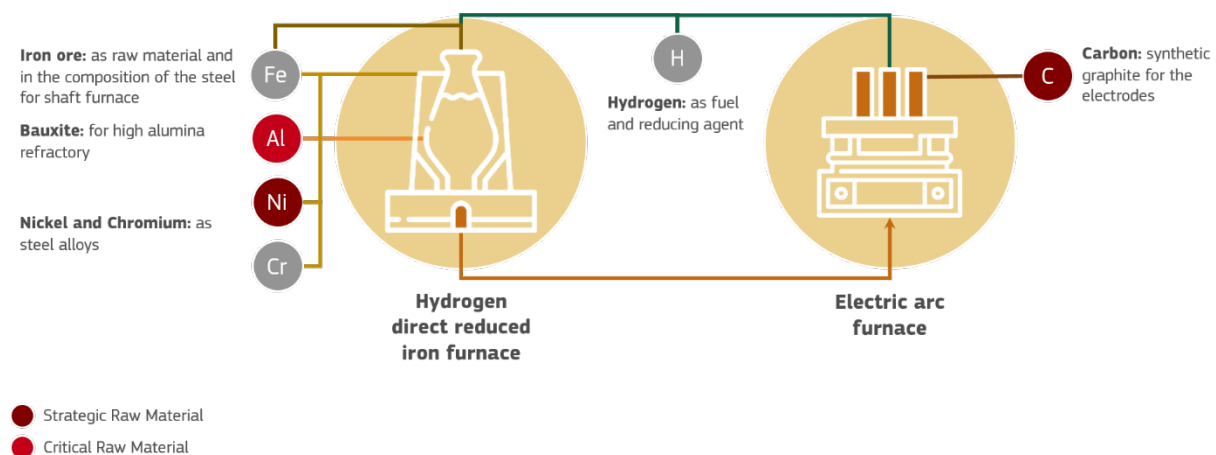 Iron ore: as raw material and
in the composition of the steel
for shaft furnace
Fe
Bauxite: for high alumina
refractory
Al
Ni
Nickel and Chromium: as
steel alloys
Cr
H
Hydrogen: as fuel
and reducing agent
C
Carbon: synthetic
graphite for the
electrodes
Hydrogen
direct reduced
iron furnace
Electric arc
furnace
Strategic Raw Material
Critical Raw Material